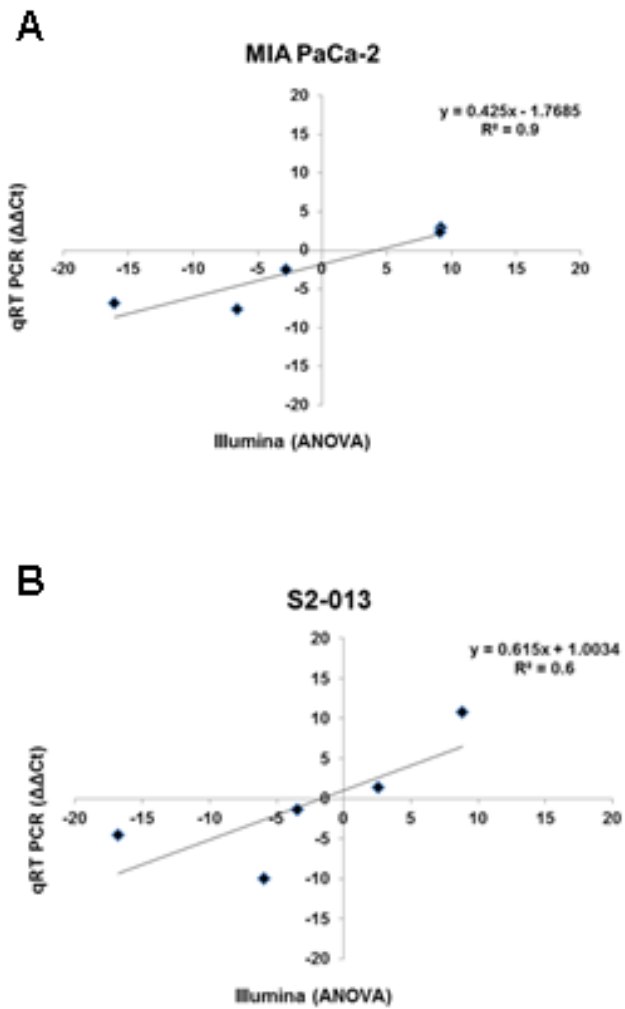 A
MIA PaCa-2
y = 0.425x - 1.7685
R² = 0.9
qRT PCR (ΔΔCt)
20
15
10
5
0
-20 -15 -10 -5 0 5 10 15 20
-5
-10
-15
-20
Illumina (ANOVA)
B
S2-013
y = 0.615x + 1.0034
R² = 0.6
qRT PCR (ΔΔCt)
20
15
10
5
0
-20 -15 -10 -5 0 5 10 15 20
-5
-10
-15
-20
Illumina (ANOVA)